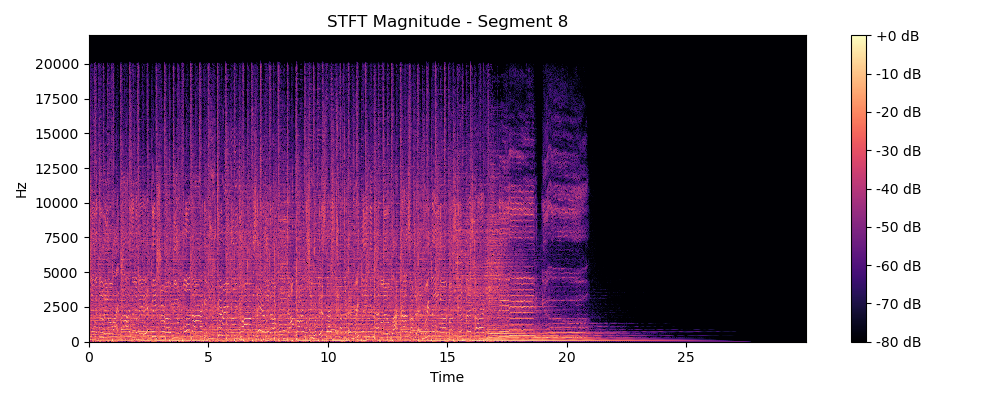 STFT Magnitude - Segment 8
Hz
20000
17500
15000
12500
10000
7500
5000
2500
0
0 5 10 15 20 25
Time
+0 dB
-10 dB
-20 dB
-30 dB
-40 dB
-50 dB
-60 dB
-70 dB
-80 dB